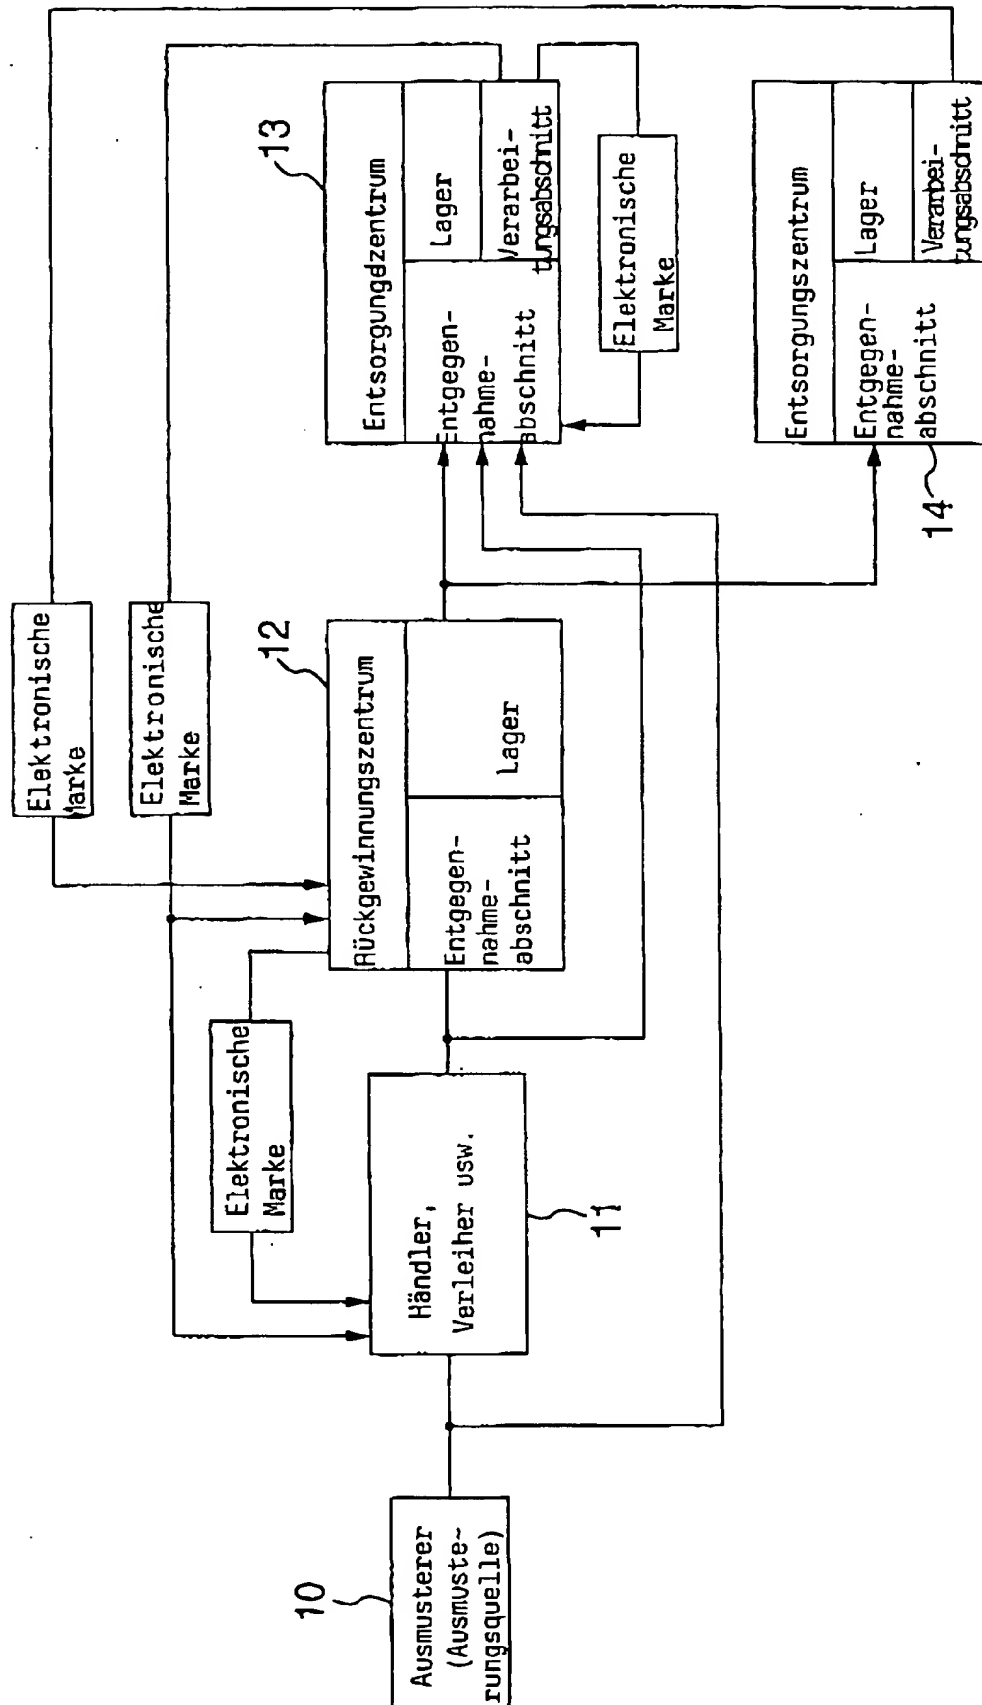 10
Ausmusterer
(Ausmuste-
rungsquelle)
Händler,
Verleiher usw.
11
Elektronische
Marke
Elektronische
Marke
Elektronische
Marke
12
Rückgewinnungszentrum
Entgegen-
nahme-
abschnitt
Lager
13
Entsorgungdzentrum
Entgegen-
nahme-
abschnitt
Lager
Verarbei-
tungsabschnitt
Elektronische
Marke
14
Entsorgungszentrum
Entgegen-
nahme-
abschnitt
Lager
Verarbei-
tungsabschnitt